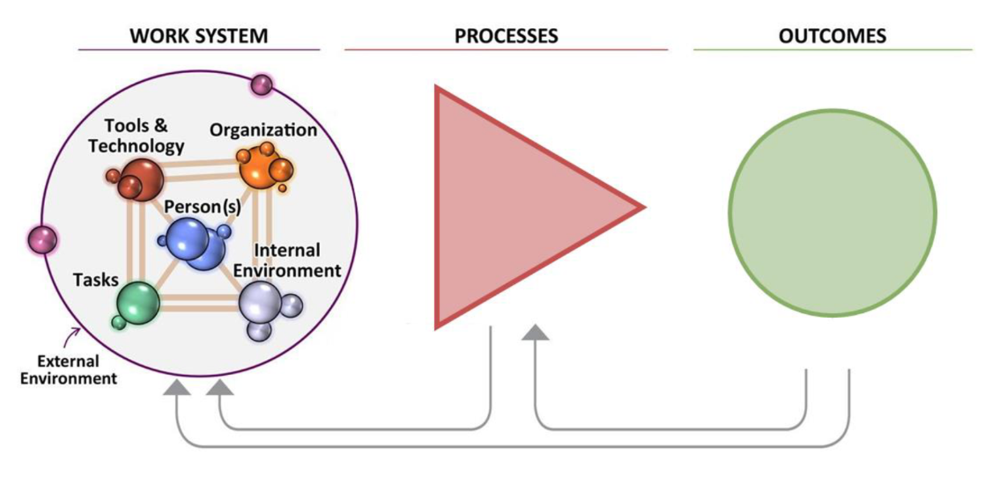 WORK SYSTEM
PROCESSES
OUTCOMES
Tools &
Technology
Organization
Person(s)
Internal
Environment
Tasks
External
Environment